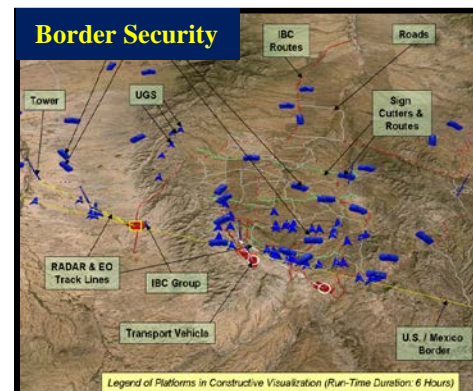 Border Security
IBC
Routes
Roads
Tower
UGS
Sign
Cutters &
Routes
RADAR & EO
Track Lines
IBC Group
Transport Vehicle
U.S. / Mexico
Border
Legend of Platforms in Constructive Visualization (Run-Time Duration: 6 Hours)